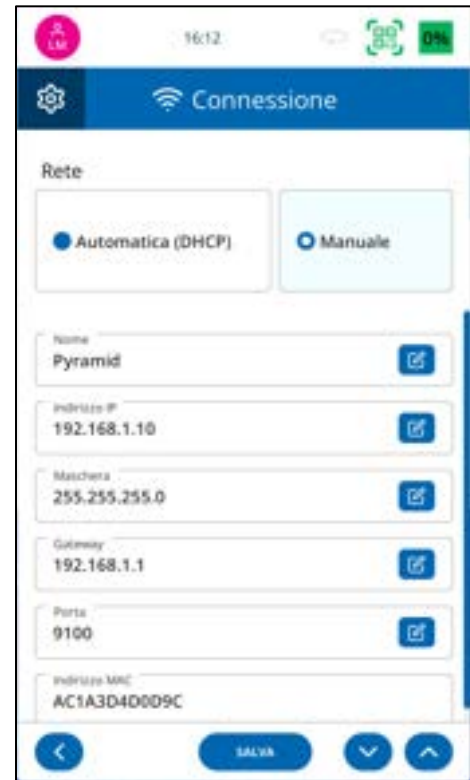 LM
16:12
0%
Connessione
Rete
Automatica (DHCP)
Manuale
Nome
Pyramid
Indirizzo IP
192.168.1.10
Maschera
255.255.255.0
Gateway
192.168.1.1
Porta
9100
Indirizzo MAC
AC1A3D4D0D9C
SALVA